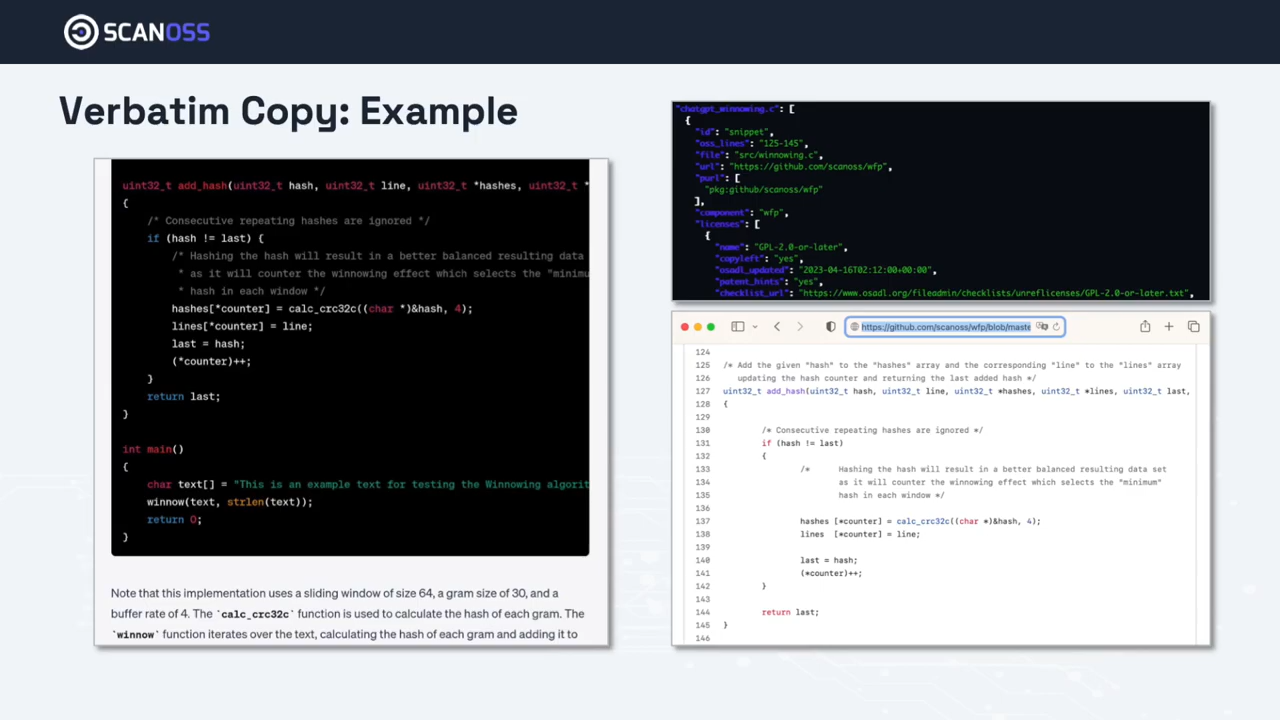 SCANOSS
Verbatim Copy: Example
uint32_t add_hash(uint32_t hash, uint32_t line, uint32_t *hashes, uint32_t *
{
/* Consecutive repeating hashes are ignored */
if (hash != last) {
/* Hashing the hash will result in a better balanced resulting data
* as it will counter the winnowing effect which selects the "minimu
* hash in each window */
hashes[*counter] = calc_crc32c((char *)&hash, 4);
lines[*counter] = line;
last = hash;
(*counter)++;
}
return last;
}
int main()
{
char text[] = "This is an example text for testing the Winnowing algorit
winnow(text, strlen(text));
return 0;
}
Note that this implementation uses a sliding window of size 64, a gram size of 30, and a
buffer rate of 4. The `calc_crc32c` function is used to calculate the hash of each gram. The
`winnow` function iterates over the text, calculating the hash of each gram and adding it to
"chatgpt_winnowing.c": [
{
"id": "snippet",
"oss_lines": "125-145",
"file": "src/winnowing.c",
"url": "https://github.com/scanoss/wfp",
"purl": [
"pkg:github/scanoss/wfp"
],
"component": "wfp",
"licenses": [
{
"name": "GPL-2.0-or-later",
"copyleft": "yes",
"osadl_updated": "2023-04-16T02:12:00+00:00",
"patent_hints": "yes",
"checklist_url": "https://www.osadl.org/fileadmin/checklists/unreflicenses/GPL-2.0-or-later.txt",
https://github.com/scanoss/wfp/blob/maste
124
125 /* Add the given "hash" to the "hashes" array and the corresponding "line" to the "lines" array
126 updating the hash counter and returning the last added hash */
127 uint32_t add_hash(uint32_t hash, uint32_t line, uint32_t *hashes, uint32_t *lines, uint32_t last,
128 {
129
130 /* Consecutive repeating hashes are ignored */
131 if (hash != last)
132 {
133 /* Hashing the hash will result in a better balanced resulting data set
134 as it will counter the winnowing effect which selects the "minimum"
135 hash in each window */
136
137 hashes [*counter] = calc_crc32c((char *)&hash, 4);
138 lines [*counter] = line;
139
140 last = hash;
141 (*counter)++;
142 }
143
144 return last;
145 }
146